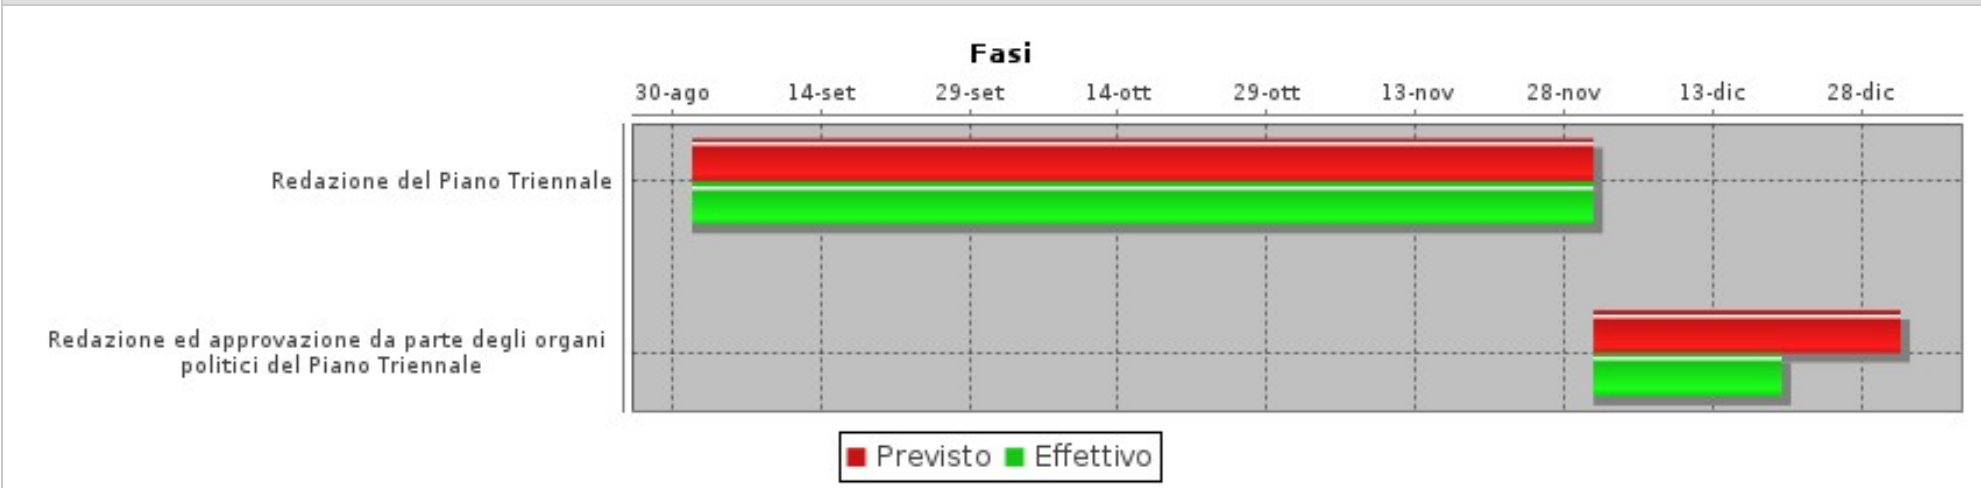 Fasi
30-ago 14-set 29-set 14-ott 29-ott 13-nov 28-nov 13-dic 28-dic
Redazione del Piano Triennale
Redazione ed approvazione da parte degli organi
politici del Piano Triennale
Previsto Effettivo